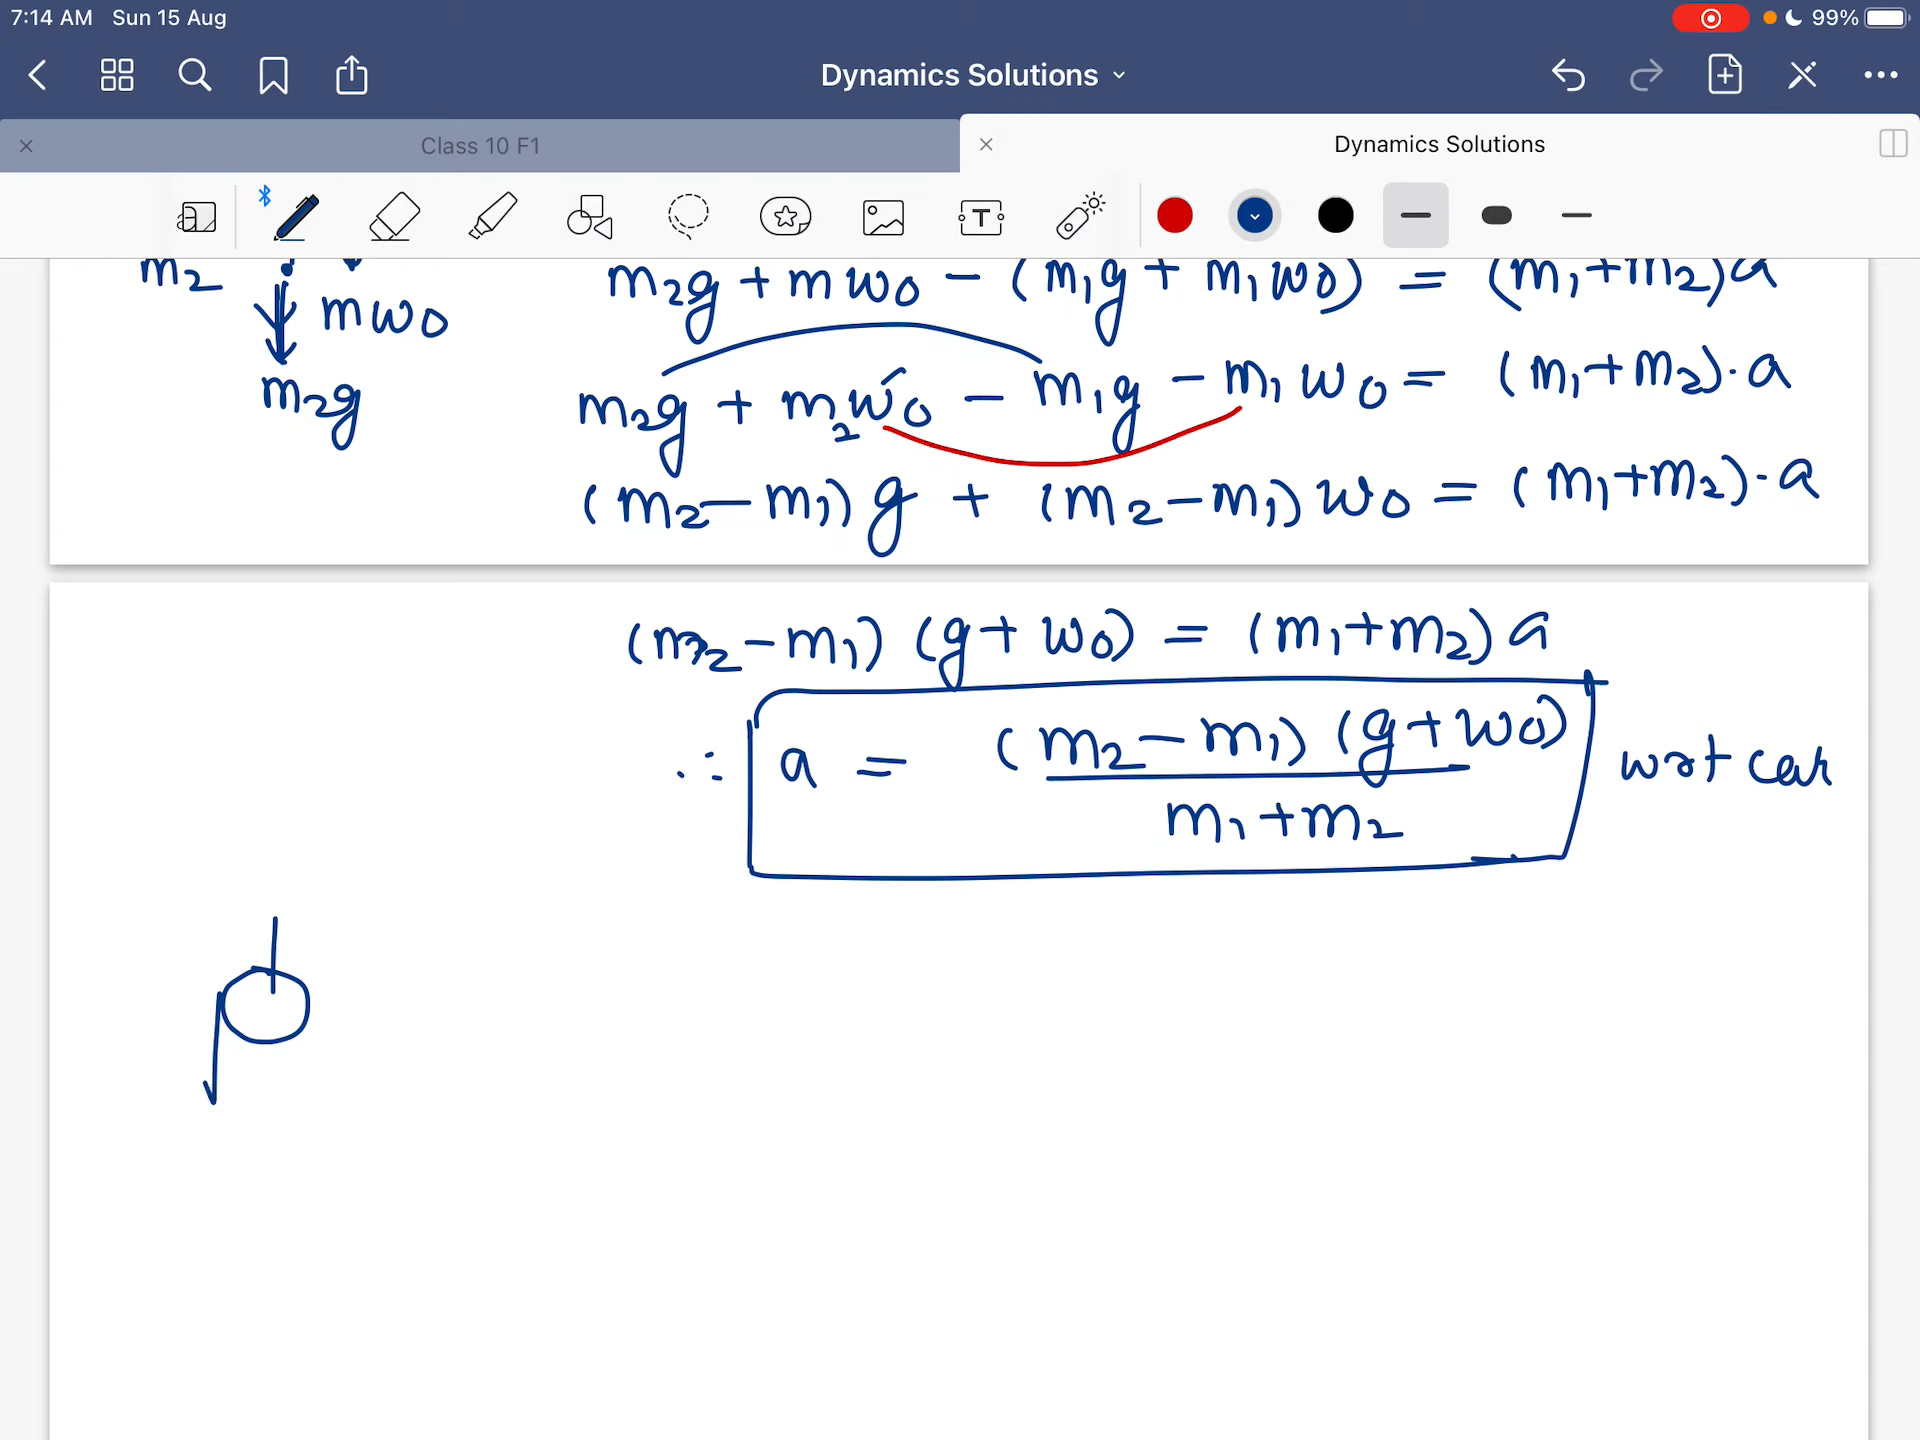 7:14 AM Sun 15 Aug
99%
Dynamics Solutions
Class 10 F1
Dynamics Solutions
T
m2
mw0
m2g
m2g + mw0 - (m1g + m1w0) = (m1+m2)a
m2g + m2w0 - m1g - m1w0 = (m1+m2)·a
(m2-m1)g + (m2-m1)w0 = (m1+m2)·a
(m2-m1)(g+w0) = (m1+m2)a
∴ a = (m2-m1)(g+w0)
m1+m2
wrt car